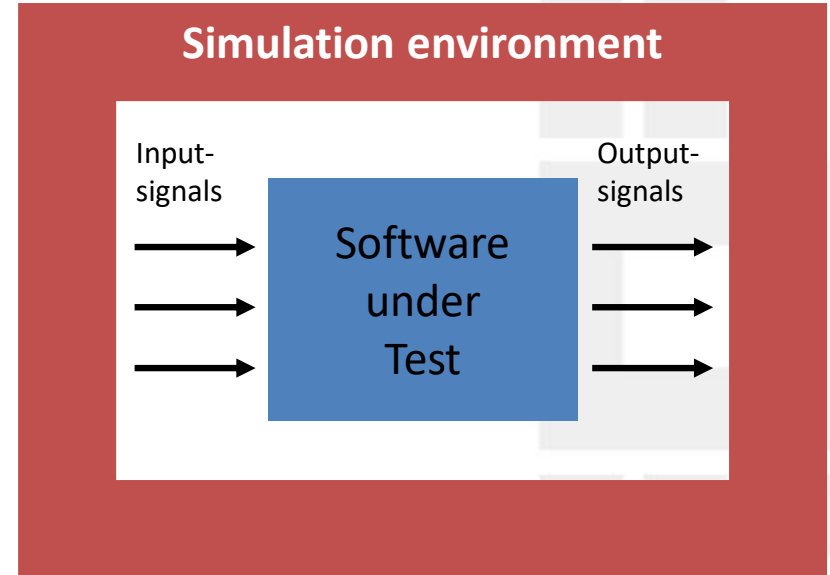 Simulation environment
Input-
signals
Output-
signals
Software
under
Test